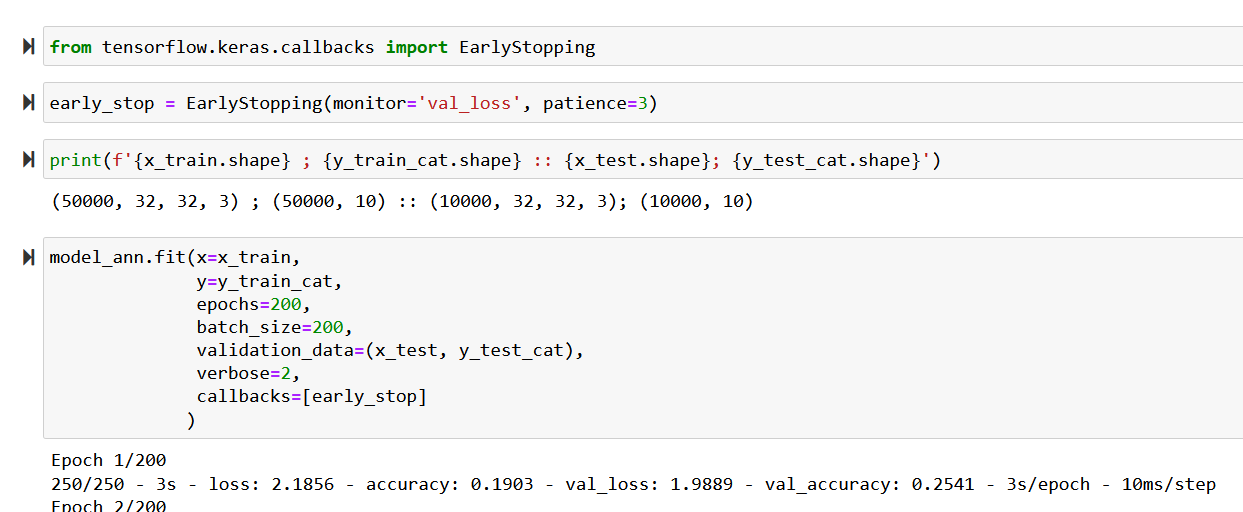 from tensorflow.keras.callbacks import EarlyStopping
early_stop = EarlyStopping(monitor='val_loss', patience=3)
print(f'{x_train.shape} ; {y_train_cat.shape} :: {x_test.shape}; {y_test_cat.shape}')
(50000, 32, 32, 3) ; (50000, 10) :: (10000, 32, 32, 3); (10000, 10)
model_ann.fit(x=x_train,
y=y_train_cat,
epochs=200,
batch_size=200,
validation_data=(x_test, y_test_cat),
verbose=2,
callbacks=[early_stop]
)
Epoch 1/200
250/250 - 3s - loss: 2.1856 - accuracy: 0.1903 - val_loss: 1.9889 - val_accuracy: 0.2541 - 3s/epoch - 10ms/step
Epoch 2/200